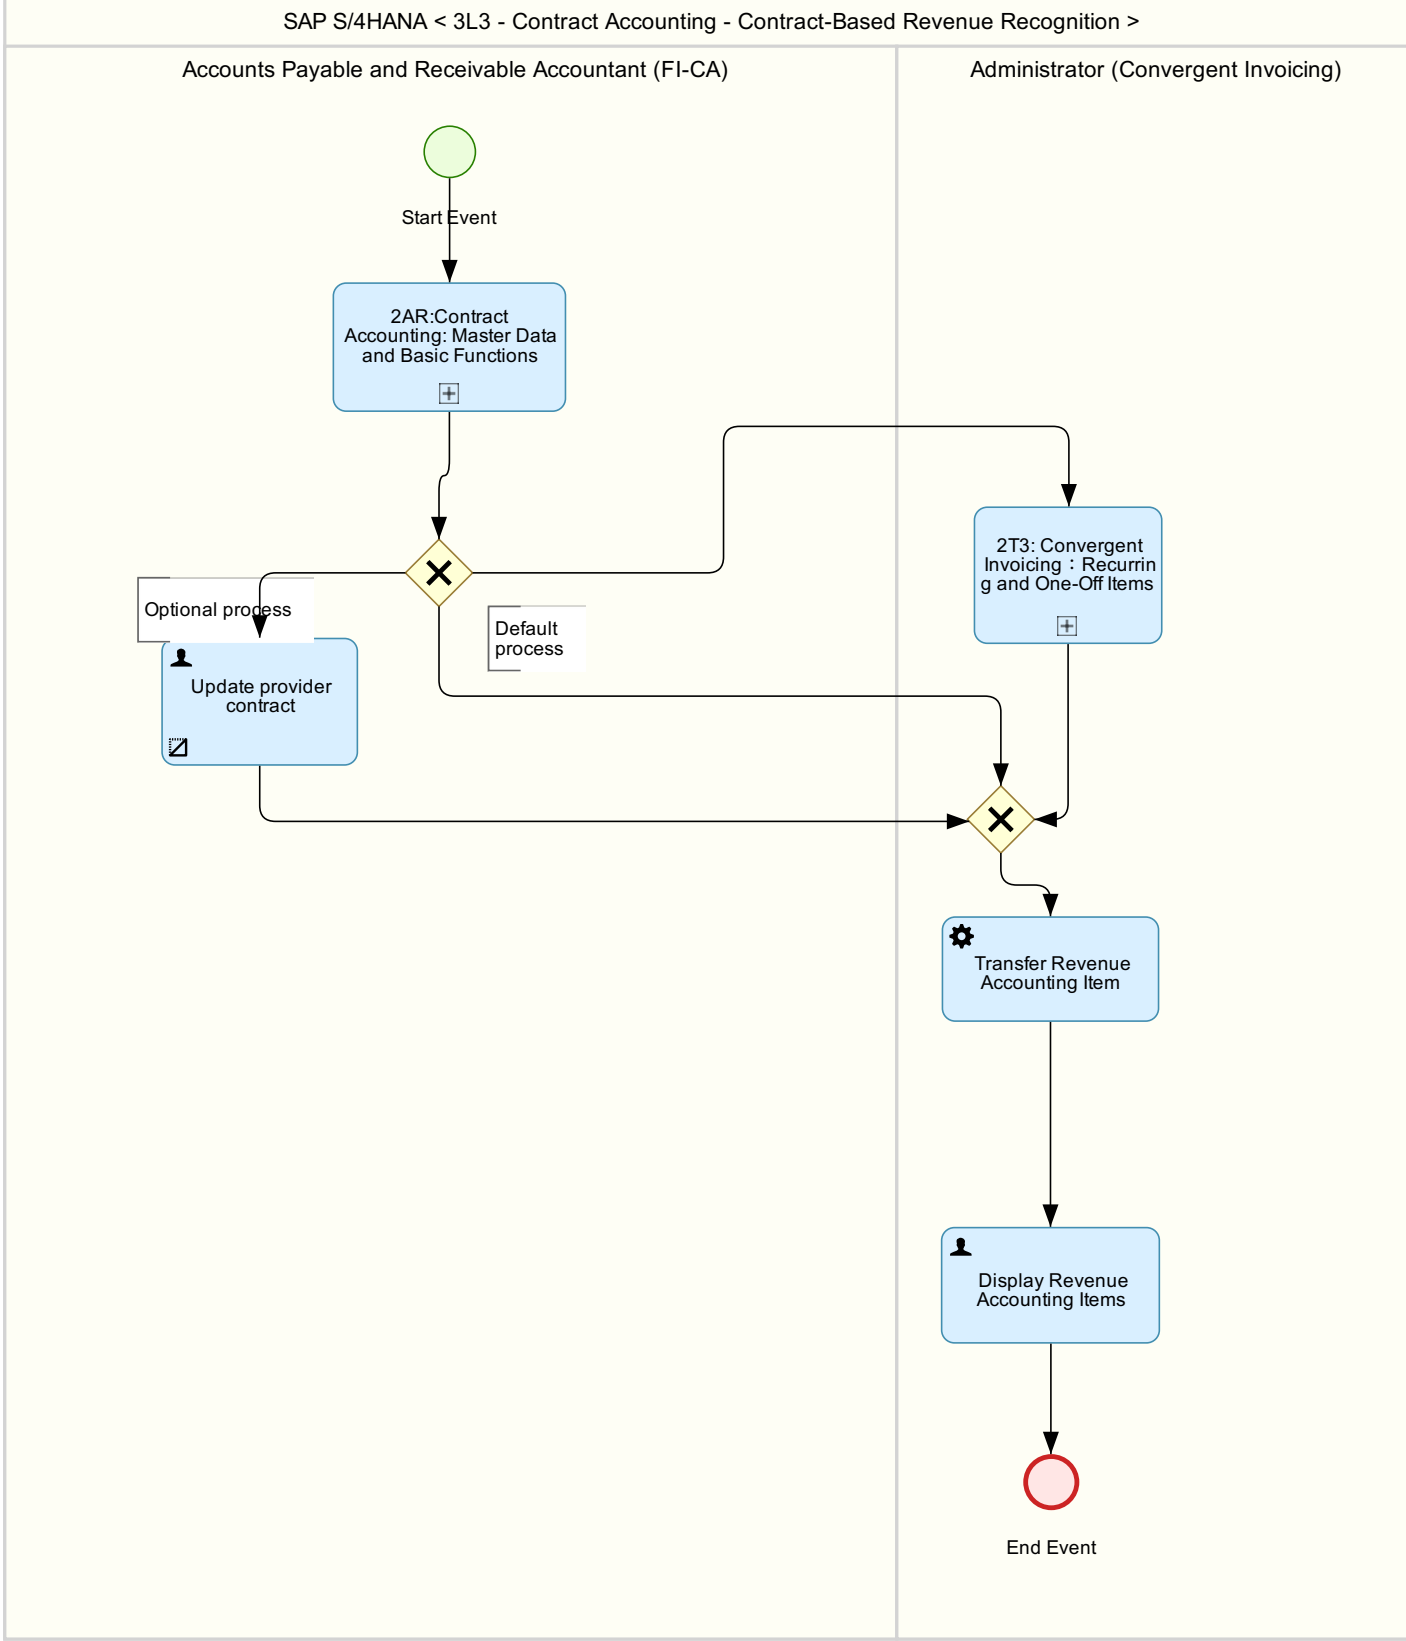 SAP S/4HANA < 3L3 - Contract Accounting - Contract-Based Revenue Recognition >
Accounts Payable and Receivable Accountant (FI-CA)
Administrator (Convergent Invoicing)
Start Event
2AR:Contract
Accounting: Master Data
and Basic Functions
2T3: Convergent
Invoicing：Recurrin
g and One-Off Items
Optional process
Default
process
Update provider
contract
Transfer Revenue
Accounting Item
Display Revenue
Accounting Items
End Event